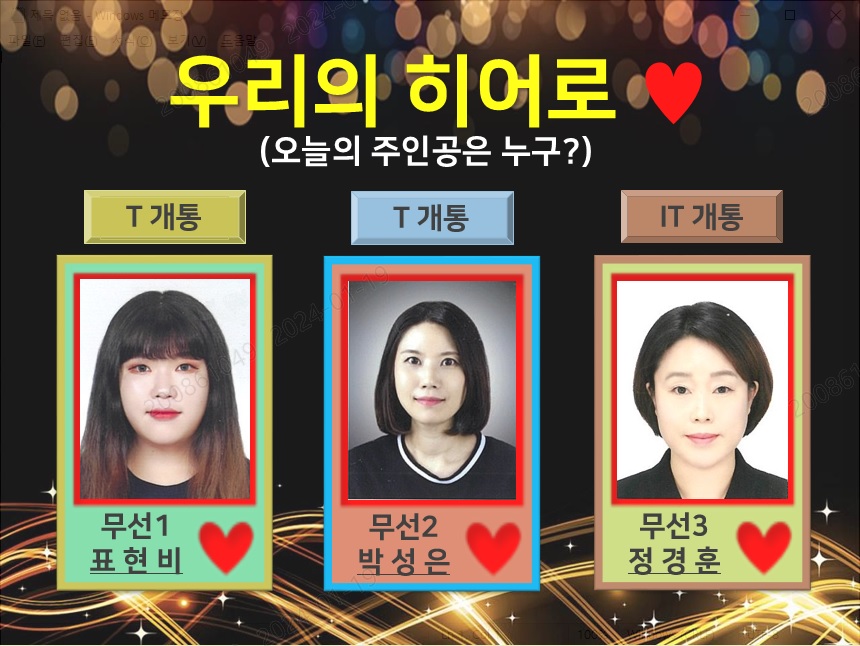 우리의 히어로
(오늘의 주인공은 누구?)
T 개통
T 개통
IT 개통
무선1
표 현 비
무선2
박 성 은
무선3
정 경 훈